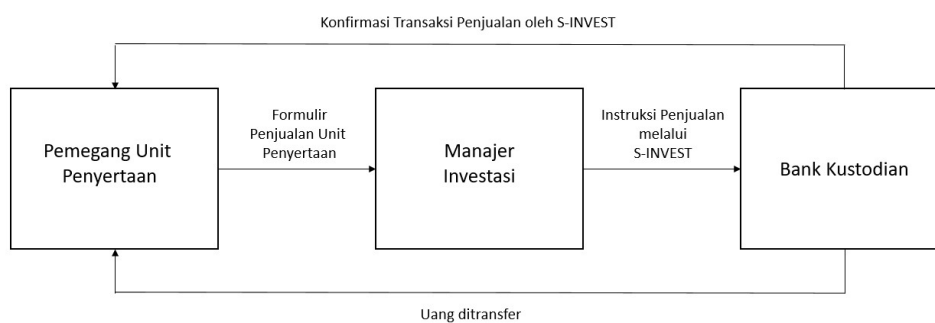 Konfirmasi Transaksi Penjualan oleh S-INVEST
Pemegang Unit
Penyertaan
Formulir
Penjualan Unit
Penyertaan
Manajer
Investasi
Instruksi Penjualan
melalui
S-INVEST
Bank Kustodian
Uang ditransfer